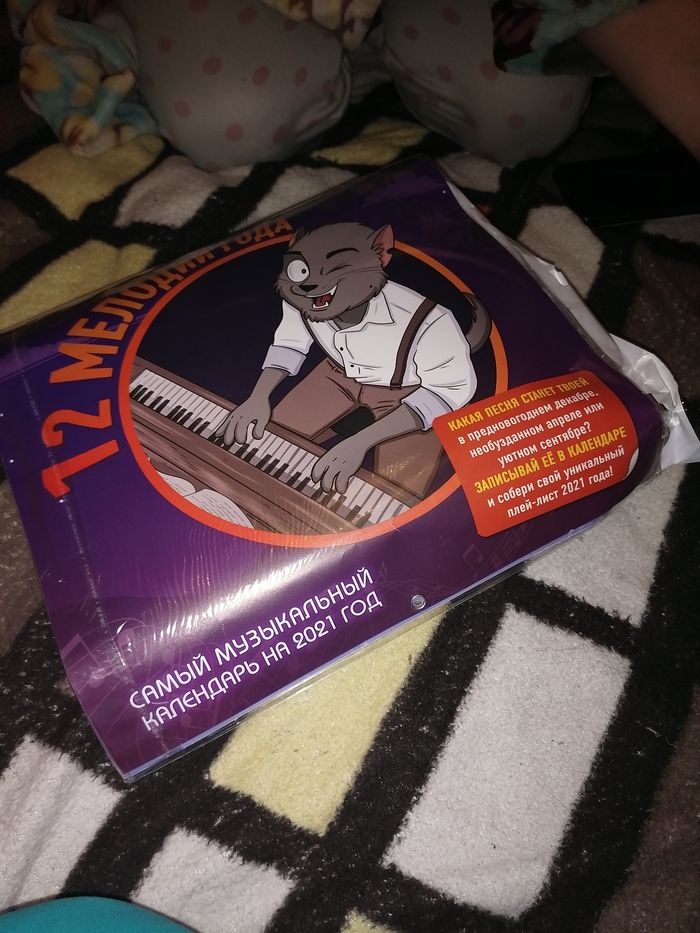 12 МЕЛОДИЙ ГОДА
КАКАЯ ПЕСНЯ СТАНЕТ ТВОЕЙ
в предновогоднем декабре,
необузданном апреле или
уютном сентябре?
ЗАПИСЫВАЙ ЕЁ В КАЛЕНДАРЕ
и собери свой уникальный
плей-лист 2021 года!
САМЫЙ МУЗЫКАЛЬНЫЙ
КАЛЕНДАРЬ НА 2021 ГОД